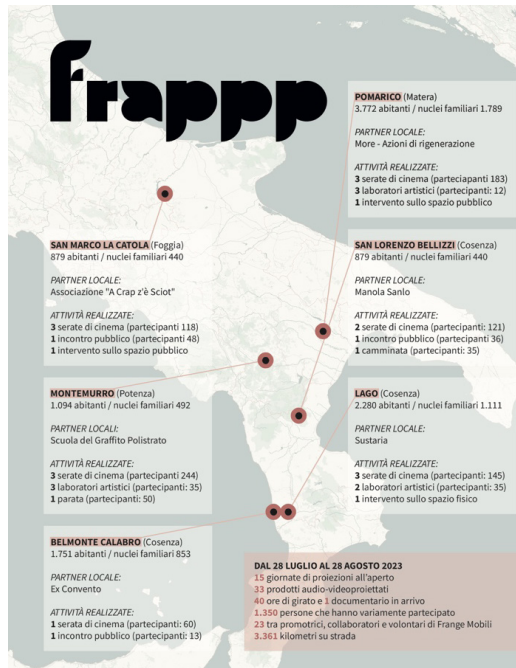 frappp
POMARICO (Matera)
3.772 abitanti / nuclei familiari 1.789
PARTNER LOCALE:
More - Azioni di rigenerazione
ATTIVITÀ REALIZZATE:
3 serate di cinema (parteciapanti 183)
3 laboratori artistici (partecipanti: 12)
1 intervento sullo spazio pubblico
SAN MARCO LA CATOLA (Foggia)
879 abitanti / nuclei familiari 440
PARTNER LOCALE:
Associazione "A Crap z'è Sciot"
ATTIVITÀ REALIZZATE:
3 serate di cinema (partecipanti 118)
1 incontro pubblico (partecipanti 48)
1 intervento sullo spazio pubblico
SAN LORENZO BELLIZZI (Cosenza)
879 abitanti / nuclei familiari 440
PARTNER LOCALE:
Manola Sanlo
ATTIVITÀ REALIZZATE:
2 serate di cinema (partecipanti: 121)
1 incontro pubblico (partecipanti 36)
1 camminata (partecipanti: 35)
MONTEMURRO (Potenza)
1.094 abitanti / nuclei familiari 492
PARTNER LOCALI:
Scuola del Graffito Polistrato
ATTIVITÀ REALIZZATE:
3 serate di cinema (partecipanti 244)
3 laboratori artistici (partecipanti: 35)
1 parata (partecipanti: 50)
LAGO (Cosenza)
2.280 abitanti / nuclei familiari 1.111
PARTNER LOCALE:
Sustaria
ATTIVITÀ REALIZZATE:
3 serate di cinema (partecipanti: 145)
2 laboratori artistici (partecipanti: 35)
1 intervento sullo spazio fisico
BELMONTE CALABRO (Cosenza)
1.751 abitanti / nuclei familiari 853
PARTNER LOCALE:
Ex Convento
ATTIVITÀ REALIZZATE:
1 serata di cinema (partecipanti: 60)
1 incontro pubblico (partecipanti: 13)
DAL 28 LUGLIO AL 28 AGOSTO 2023
15 giornate di proiezioni all'aperto
33 prodotti audio-videoproiettati
40 ore di girato e 1 documentario in arrivo
1.350 persone che hanno variamente partecipato
23 tra promotrici, collaboratori e volontari di Frange Mobili
3.361 kilometri su strada